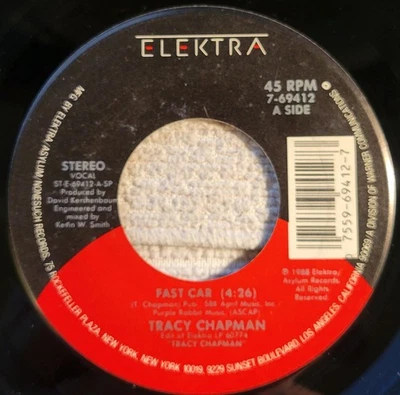 ELEKTRA
45 RPM
7-69412
A SIDE
STEREO
VOCAL
ST-E-69412-A-SP
Produced by
David Kershenbaum
Engineered and
mixed by
Kevin W. Smith
7559-69412-7
℗ 1988 Elektra/
Asylum Records.
All Rights
Reserved.
FAST CAR (4:26)
(T. Chapman) Pub: SBK April Music, Inc./
Purple Rabbit Music, (ASCAP)
TRACY CHAPMAN
Edit of Elektra LP 60774
"TRACY CHAPMAN"
MFG. BY ELEKTRA/ASYLUM/NONESUCH RECORDS, 75 ROCKEFELLER PLAZA, NEW YORK, NEW YORK 10019. 9229 SUNSET BOULEVARD, LOS ANGELES, CALIFORNIA 90069/A DIVISION OF WARNER COMMUNICATIONS